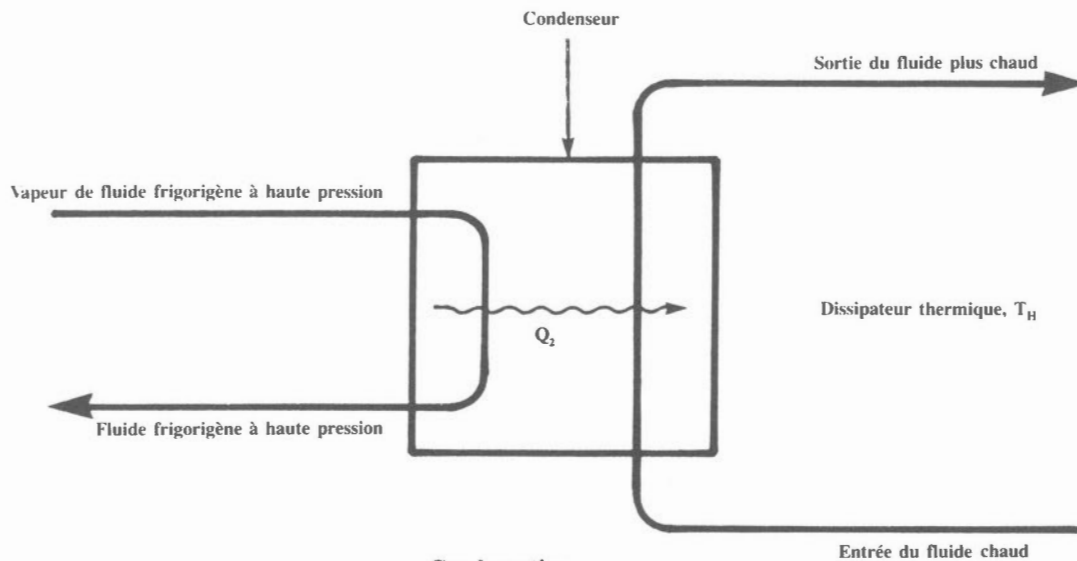 Condenseur
Sortie du fluide plus chaud
Vapeur de fluide frigorigène à haute pression
Dissipateur thermique, T_H
Q₂
Fluide frigorigène à haute pression
Entrée du fluide chaud